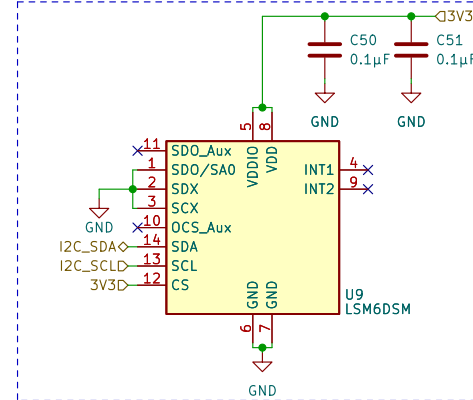 3V3
C50
0.1µF
C51
0.1µF
GND
GND
5
8
VDDIO
VDD
11
SDO_Aux
1
SDO/SA0
2
SDX
3
SCX
10
OCS_Aux
14
SDA
13
SCL
12
CS
INT1
4
INT2
9
GND
I2C_SDA
I2C_SCL
3V3
GND
GND
6
7
U9
LSM6DSM
GND